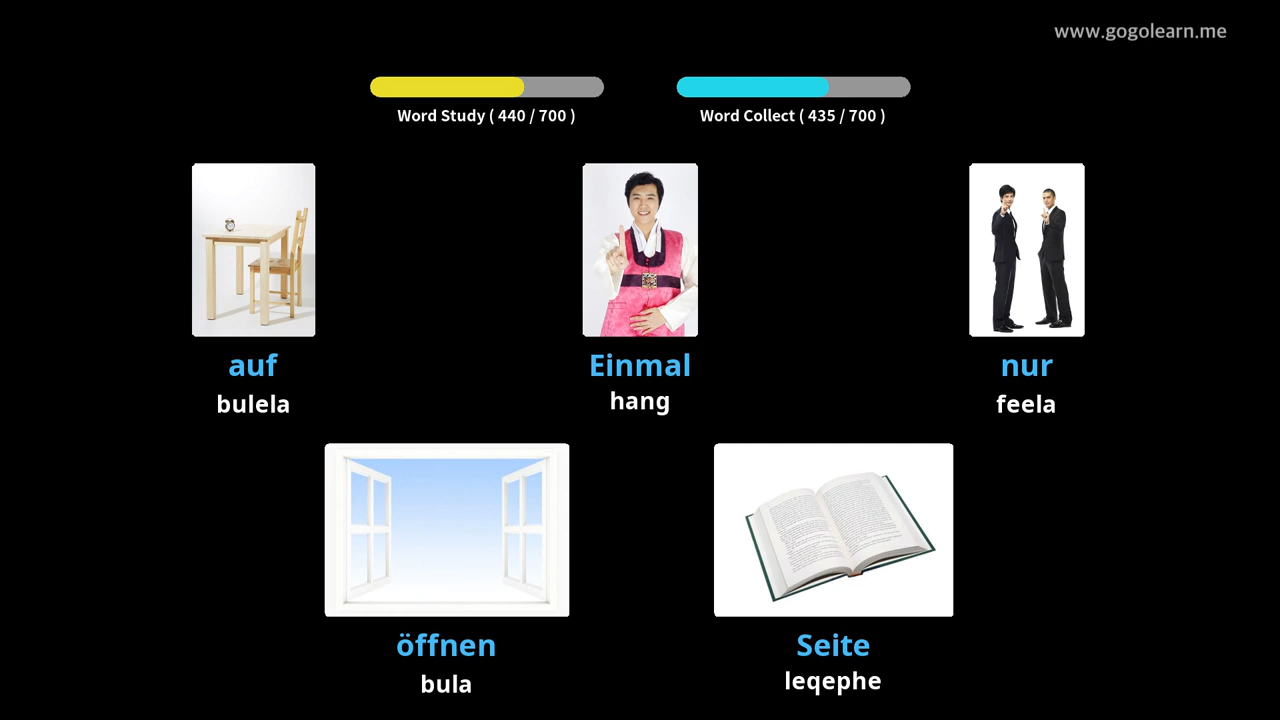 www.gogolearn.me
Word Study ( 440 / 700 )
Word Collect ( 435 / 700 )
auf
bulela
Einmal
hang
nur
feela
öffnen
bula
Seite
leqephe